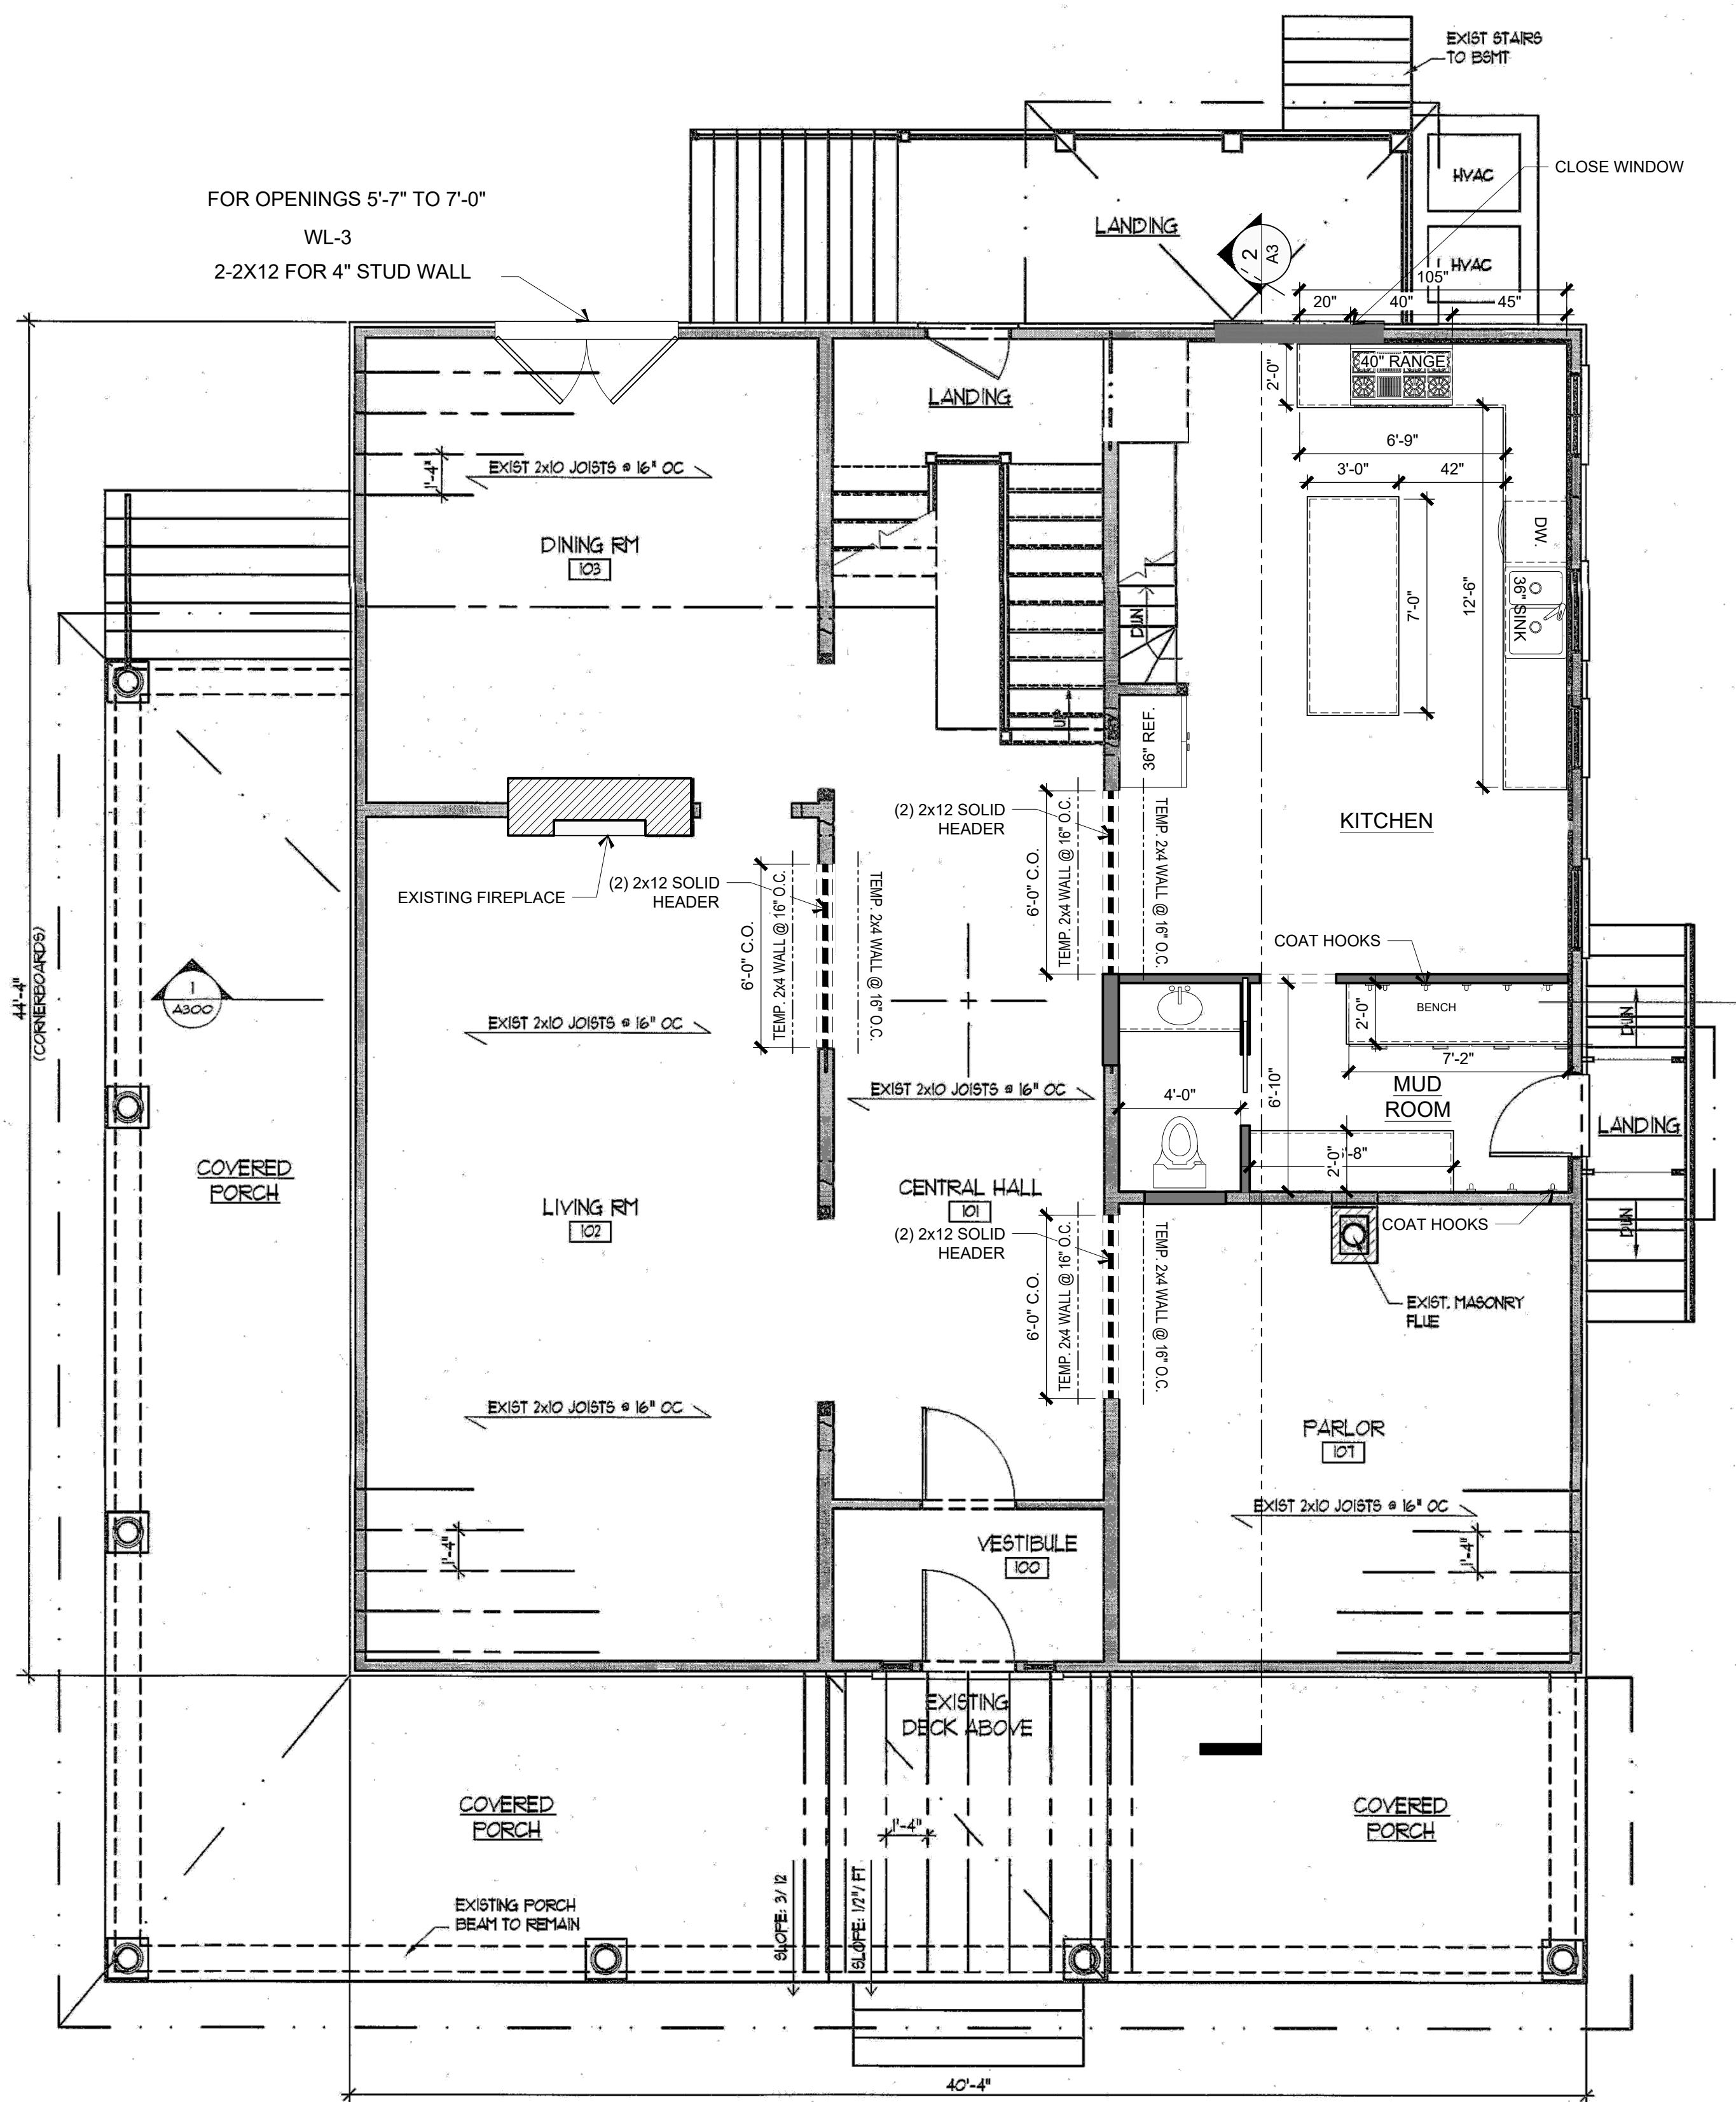 EXIST STAIRS
TO BSMT
HVAC
CLOSE WINDOW
FOR OPENINGS 5'-7" TO 7'-0"
WL-3
2-2X12 FOR 4" STUD WALL
LANDING
2
A3
HVAC
105"
20"
40"
45"
40" RANGE
2'-0"
LANDING
6'-9"
3'-0"
42"
EXIST 2x10 JOISTS @ 16" OC
1'-4"
DINING RM
103
DW.
36" SINK
12'-6"
7'-0"
DWN
UP
36" REF.
(2) 2x12 SOLID
HEADER
6'-0" C.O.
TEMP. 2x4 WALL @ 16" O.C.
TEMP. 2x4 WALL @ 16" O.C.
KITCHEN
EXISTING FIREPLACE
(2) 2x12 SOLID
HEADER
6'-0" C.O.
TEMP. 2x4 WALL @ 16" O.C.
TEMP. 2x4 WALL @ 16" O.C.
44'-4"
(CORNERBOARDS)
1
A300
COAT HOOKS
BENCH
2'-0"
7'-2"
DWN
EXIST 2x10 JOISTS @ 16" OC
EXIST 2x10 JOISTS @ 16" OC
4'-0"
6'-10"
MUD
ROOM
LANDING
2'-0"
'-8"
COVERED
PORCH
LIVING RM
102
CENTRAL HALL
101
(2) 2x12 SOLID
HEADER
6'-0" C.O.
TEMP. 2x4 WALL @ 16" O.C.
TEMP. 2x4 WALL @ 16" O.C.
COAT HOOKS
DWN
EXIST. MASONRY
FLUE
EXIST 2x10 JOISTS @ 16" OC
PARLOR
107
EXIST 2x10 JOISTS @ 16" OC
1'-4"
1'-4"
VESTIBULE
100
EXISTING
DECK ABOVE
COVERED
PORCH
1'-4"
COVERED
PORCH
SLOPE: 3/ 12
SLOPE: 1/2"/ FT
EXISTING PORCH
BEAM TO REMAIN
40'-4"